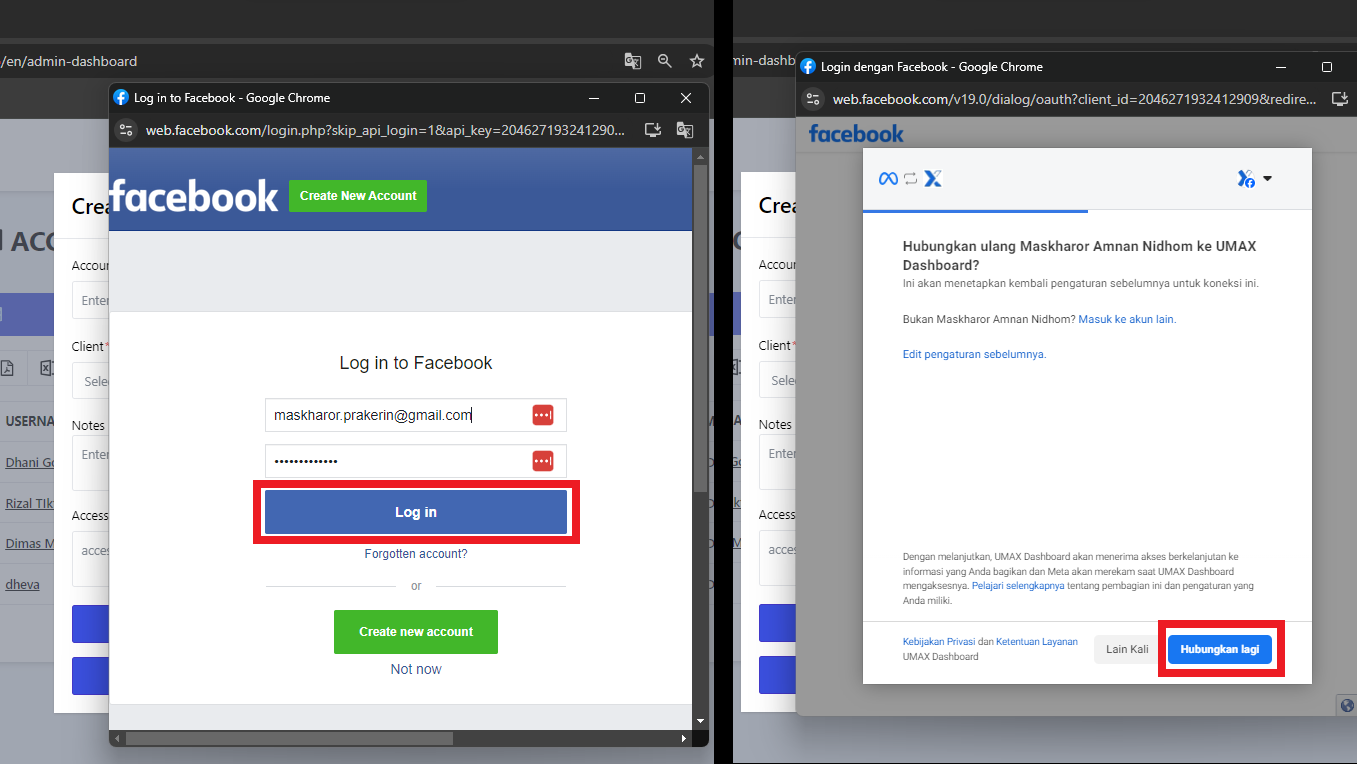 /en/admin-dashboard
Log in to Facebook - Google Chrome
web.facebook.com/login.php?skip_api_login=1&api_key=204627193241290...
facebook
Create New Account
ACC
Crea
Accoun
Enter
Client*
Selec
Notes
Enter
Access
acces
USERNA
Dhani Go
Rizal TIkt
Dimas M
dheva
Log in to Facebook
maskharor.prakerin@gmail.com
•••••••••••••
Log in
Forgotten account?
or
Create new account
Not now
min-dashb
Login dengan Facebook - Google Chrome
web.facebook.com/v19.0/dialog/oauth?client_id=2046271932412909&redire...
facebook
Crea
Accoun
Enter
Client*
Selec
Notes
Enter
Access
acces
Hubungkan ulang Maskharor Amnan Nidhom ke UMAX
Dashboard?
Ini akan menetapkan kembali pengaturan sebelumnya untuk koneksi ini.
Bukan Maskharor Amnan Nidhom? Masuk ke akun lain.
Edit pengaturan sebelumnya.
Dengan melanjutkan, UMAX Dashboard akan menerima akses berkelanjutan ke
informasi yang Anda bagikan dan Meta akan merekam saat UMAX Dashboard
mengaksesnya. Pelajari selengkapnya tentang pembagian ini dan pengaturan yang
Anda miliki.
Kebijakan Privasi dan Ketentuan Layanan
UMAX Dashboard
Lain Kali
Hubungkan lagi